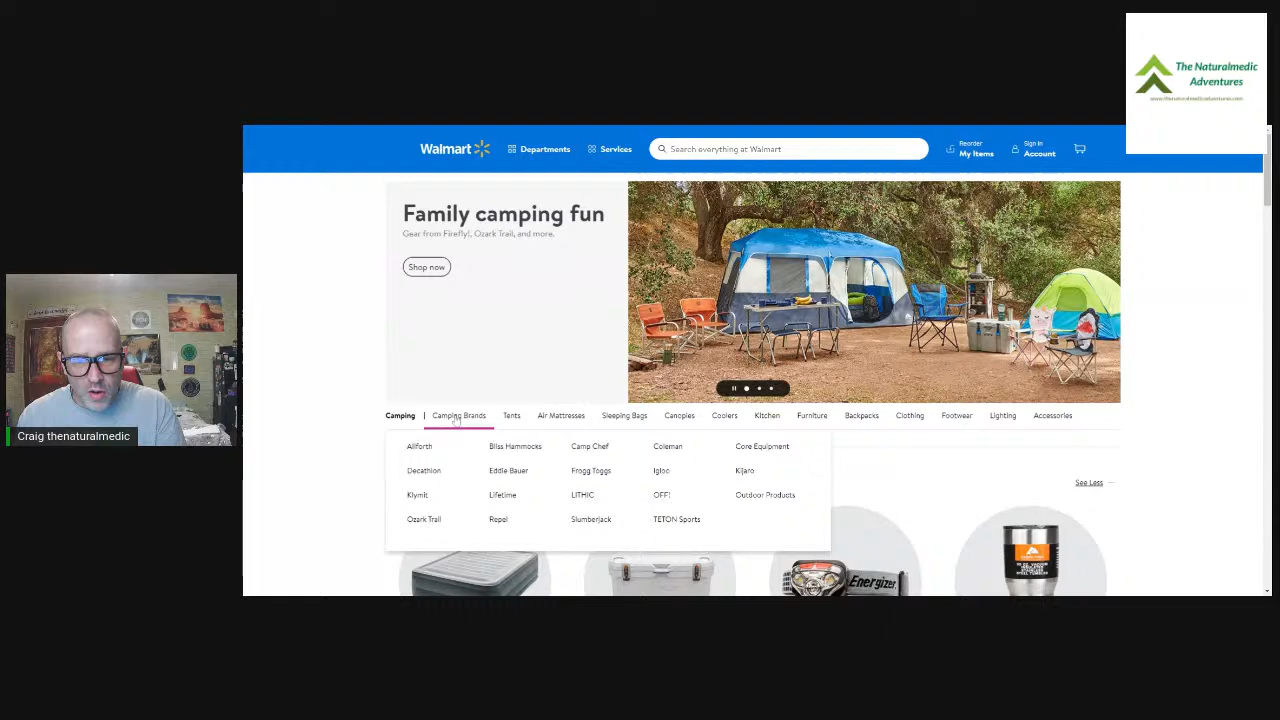 The Naturalmedic
Adventures
www.thenaturalmedicadventures.com
Walmart
Departments
Services
Search everything at Walmart
Reorder
My Items
Sign In
Account
Family camping fun
Gear from Firefly!, Ozark Trail, and more.
Shop now
Camping | Camping Brands Tents Air Mattresses Sleeping Bags Canopies Coolers Kitchen Furniture Backpacks Clothing Footwear Lighting Accessories
Aliforth Bliss Hammocks Camp Chef Coleman Core Equipment
Decathlon Eddie Bauer Frogg Toggs Igloo Kijaro
Klymit Lifetime LITHIC OFF! Outdoor Products
Ozark Trail Repel Slumberjack TETON Sports
See Less
Energizer
Craig thenaturalmedic